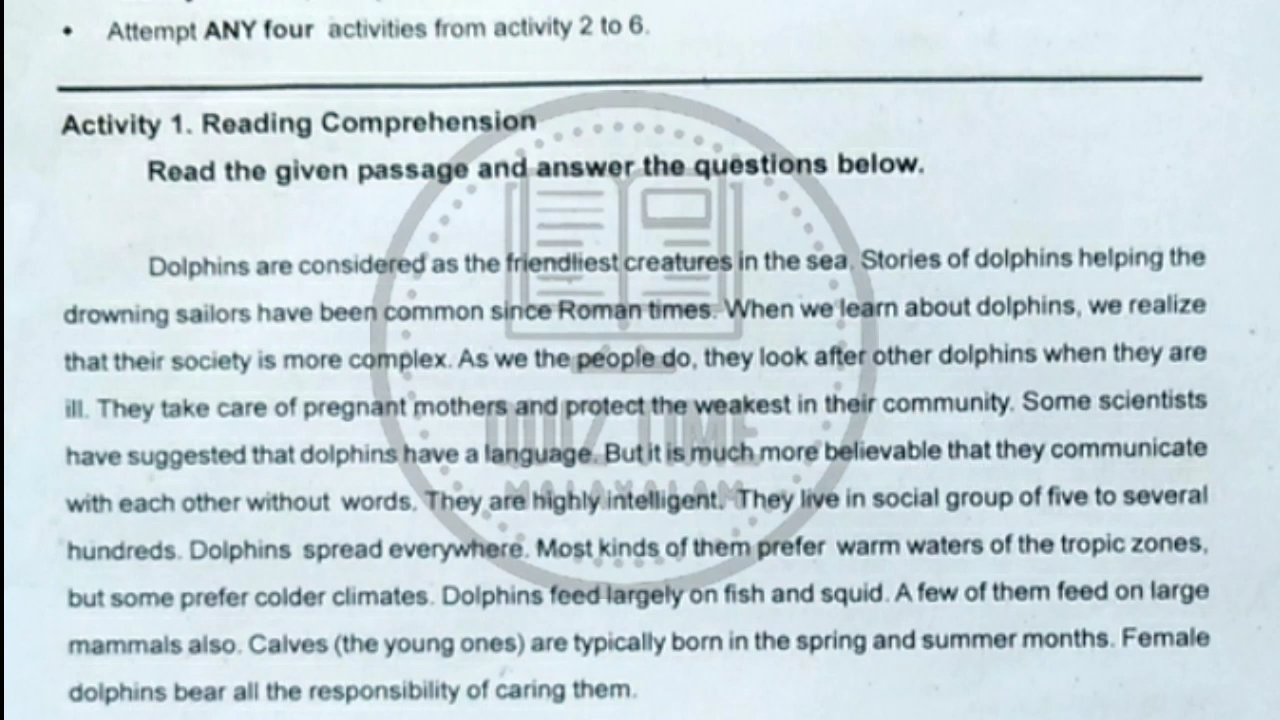 • Attempt ANY four activities from activity 2 to 6.
Activity 1. Reading Comprehension
Read the given passage and answer the questions below.
Dolphins are considered as the friendliest creatures in the sea. Stories of dolphins helping the
drowning sailors have been common since Roman times. When we learn about dolphins, we realize
that their society is more complex. As we the people do, they look after other dolphins when they are
ill. They take care of pregnant mothers and protect the weakest in their community. Some scientists
have suggested that dolphins have a language. But it is much more believable that they communicate
with each other without words. They are highly intelligent. They live in social group of five to several
hundreds. Dolphins spread everywhere. Most kinds of them prefer warm waters of the tropic zones,
but some prefer colder climates. Dolphins feed largely on fish and squid. A few of them feed on large
mammals also. Calves (the young ones) are typically born in the spring and summer months. Female
dolphins bear all the responsibility of caring them.
QUIZ TIME
MALAYALAM